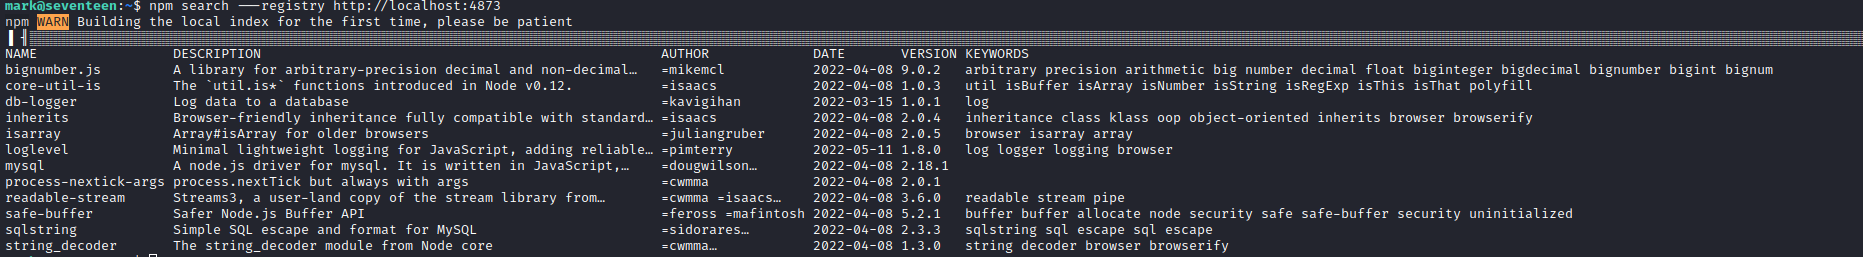 mark@seventeen:~$ npm search --registry http://localhost:4873
npm WARN Building the local index for the first time, please be patient
NAME DESCRIPTION AUTHOR DATE VERSION KEYWORDS
bignumber.js A library for arbitrary-precision decimal and non-decimal… =mikemcl 2022-04-08 9.0.2 arbitrary precision arithmetic big number decimal float biginteger bigdecimal bignumber bigint bignum
core-util-is The `util.is*` functions introduced in Node v0.12. =isaacs 2022-04-08 1.0.3 util isBuffer isArray isNumber isString isRegExp isThis isThat polyfill
db-logger Log data to a database =kavigihan 2022-03-15 1.0.1 log
inherits Browser-friendly inheritance fully compatible with standard… =isaacs 2022-04-08 2.0.4 inheritance class klass oop object-oriented inherits browser browserify
isarray Array#isArray for older browsers =juliangruber 2022-04-08 2.0.5 browser isarray array
loglevel Minimal lightweight logging for JavaScript, adding reliable… =pimterry 2022-05-11 1.8.0 log logger logging browser
mysql A node.js driver for mysql. It is written in JavaScript,… =dougwilson… 2022-04-08 2.18.1
process-nextick-args process.nextTick but always with args =cwmma 2022-04-08 2.0.1
readable-stream Streams3, a user-land copy of the stream library from… =cwmma =isaacs… 2022-04-08 3.6.0 readable stream pipe
safe-buffer Safer Node.js Buffer API =feross =mafintosh 2022-04-08 5.2.1 buffer buffer allocate node security safe safe-buffer security uninitialized
sqlstring Simple SQL escape and format for MySQL =sidorares… 2022-04-08 2.3.3 sqlstring sql escape sql escape
string_decoder The string_decoder module from Node core =cwmma… 2022-04-08 1.3.0 string decoder browser browserify